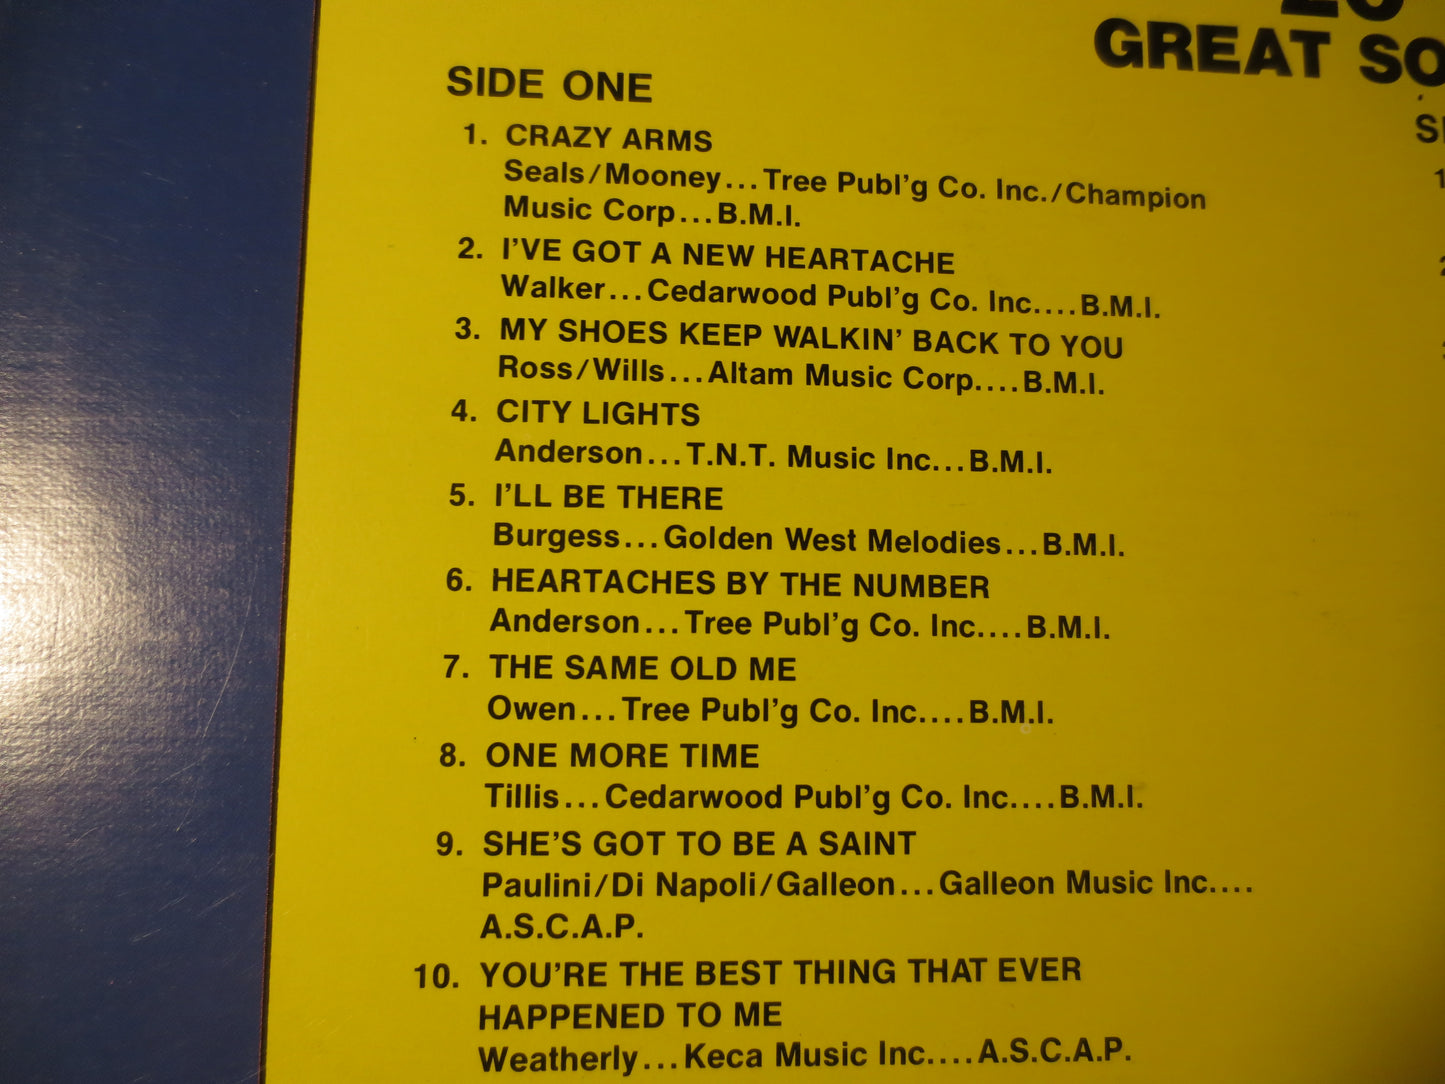 GREAT
SIDE ONE
1. CRAZY ARMS
Seals/Mooney...Tree Publ'g Co. Inc./Champion
Music Corp...B.M.I.
2. I'VE GOT A NEW HEARTACHE
Walker...Cedarwood Publ'g Co. Inc....B.M.I.
3. MY SHOES KEEP WALKIN' BACK TO YOU
Ross/Wills...Altam Music Corp....B.M.I.
4. CITY LIGHTS
Anderson...T.N.T. Music Inc...B.M.I.
5. I'LL BE THERE
Burgess...Golden West Melodies...B.M.I.
6. HEARTACHES BY THE NUMBER
Anderson...Tree Publ'g Co. Inc....B.M.I.
7. THE SAME OLD ME
Owen...Tree Publ'g Co. Inc....B.M.I.
8. ONE MORE TIME
Tillis...Cedarwood Publ'g Co. Inc....B.M.I.
9. SHE'S GOT TO BE A SAINT
Paulini/Di Napoli/Galleon...Galleon Music Inc....
A.S.C.A.P.
10. YOU'RE THE BEST THING THAT EVER
HAPPENED TO ME
Weatherly...Keca Music Inc....A.S.C.A.P.